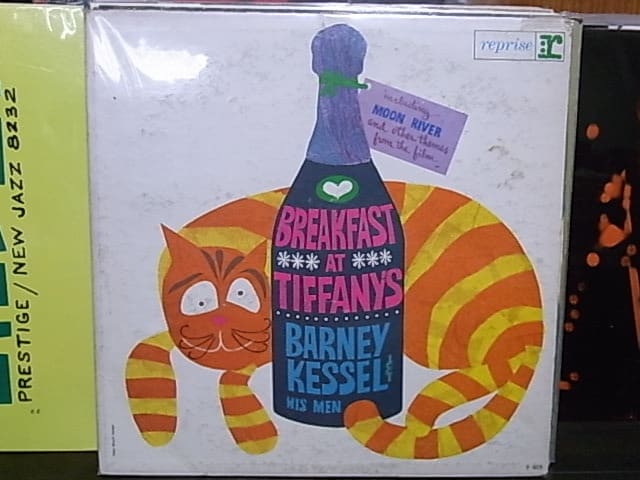 PRESTIGE/NEW JAZZ 8232
reprise r:
including
MOON RIVER
and other themes
from the film
BREAKFAST
*** AT ***
TIFFANYS
BARNEY
KESSEL &
HIS MEN